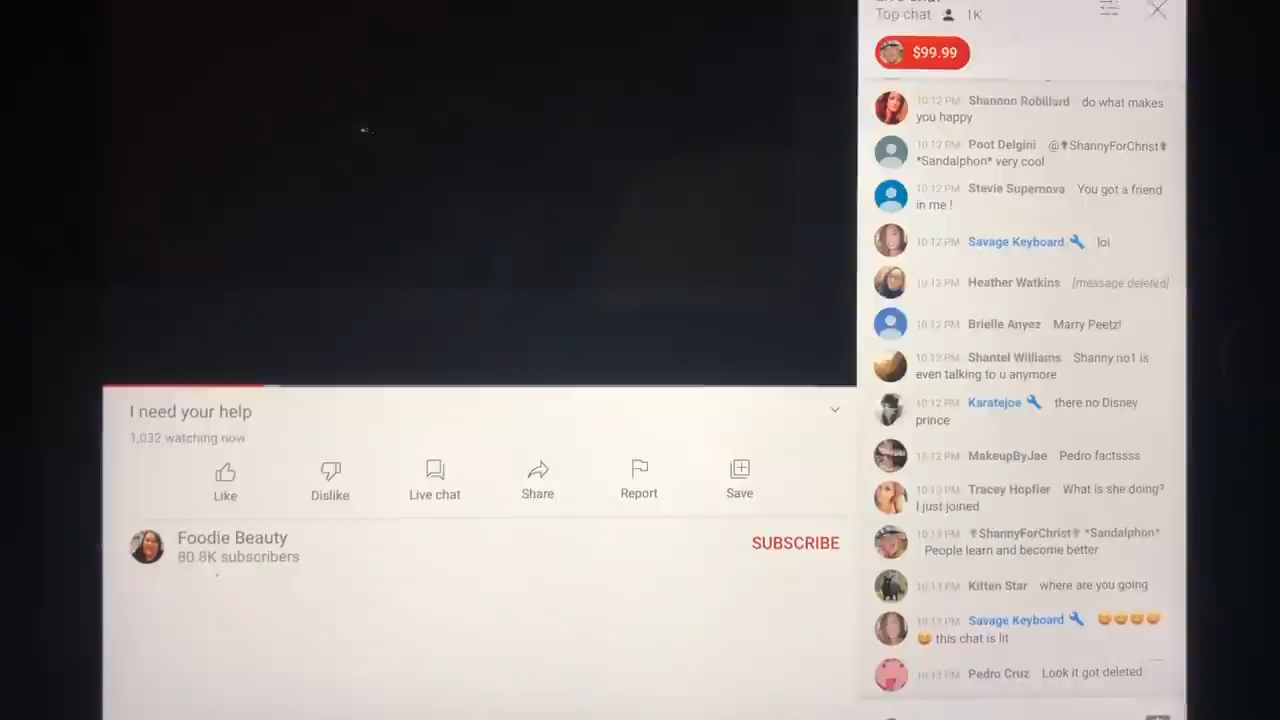 Top chat 1K
$99.99
10:12 PM Shannon Robillard do what makes
you happy
10:12 PM Poot Delgini @✟ShannyForChrist✟
*Sandalphon* very cool
10:12 PM Stevie Supernova You got a friend
in me !
10:12 PM Savage Keyboard lol
10:12 PM Heather Watkins [message deleted]
10:12 PM Brielle Anyez Marry Peetz!
10:12 PM Shantel Williams Shanny no1 is
even talking to u anymore
10:12 PM Karatejoe there no Disney
prince
10:12 PM MakeupByJae Pedro factssss
10:13 PM Tracey Hopfler What is she doing?
I just joined
10:13 PM ✟ShannyForChrist✟ *Sandalphon*
People learn and become better
10:13 PM Kitten Star where are you going
10:13 PM Savage Keyboard 😄😄😄😄
😄 this chat is lit
10:13 PM Pedro Cruz Look it got deleted
I need your help
1,032 watching now
Like Dislike Live chat Share Report Save
Foodie Beauty
80.8K subscribers
SUBSCRIBE